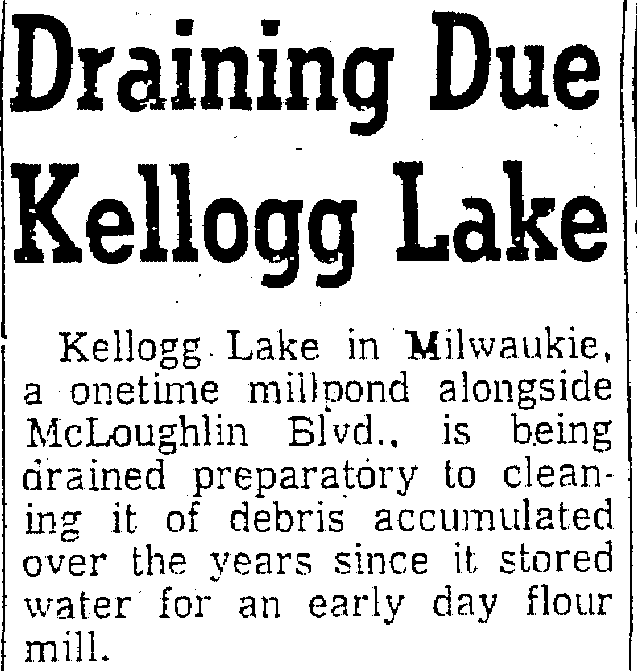 Draining Due
Kellogg Lake
Kellogg Lake in Milwaukie,
a onetime millpond alongside
McLoughlin Blvd., is being
drained preparatory to clean-
ing it of debris accumulated
over the years since it stored
water for an early day flour
mill.